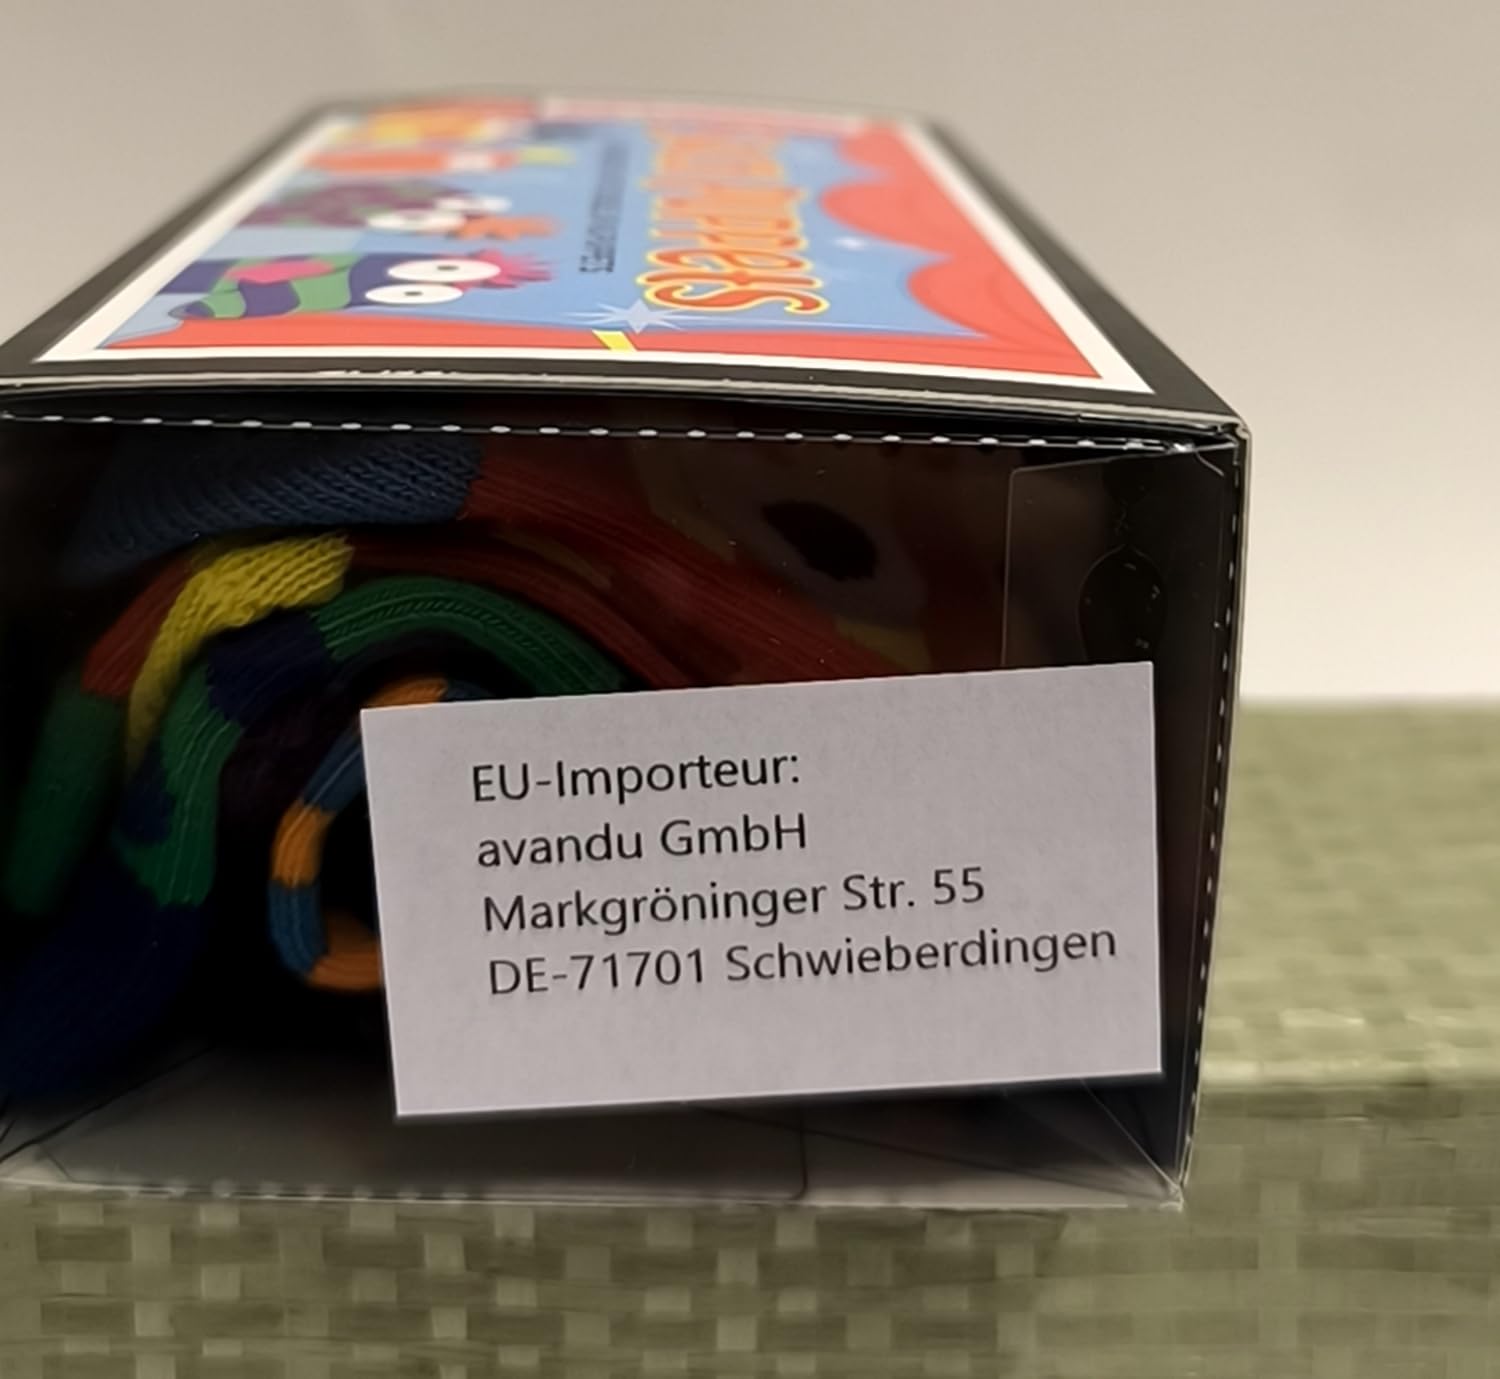 EU-Importeur:
avandu GmbH
Markgröninger Str. 55
DE-71701 Schwieberdingen